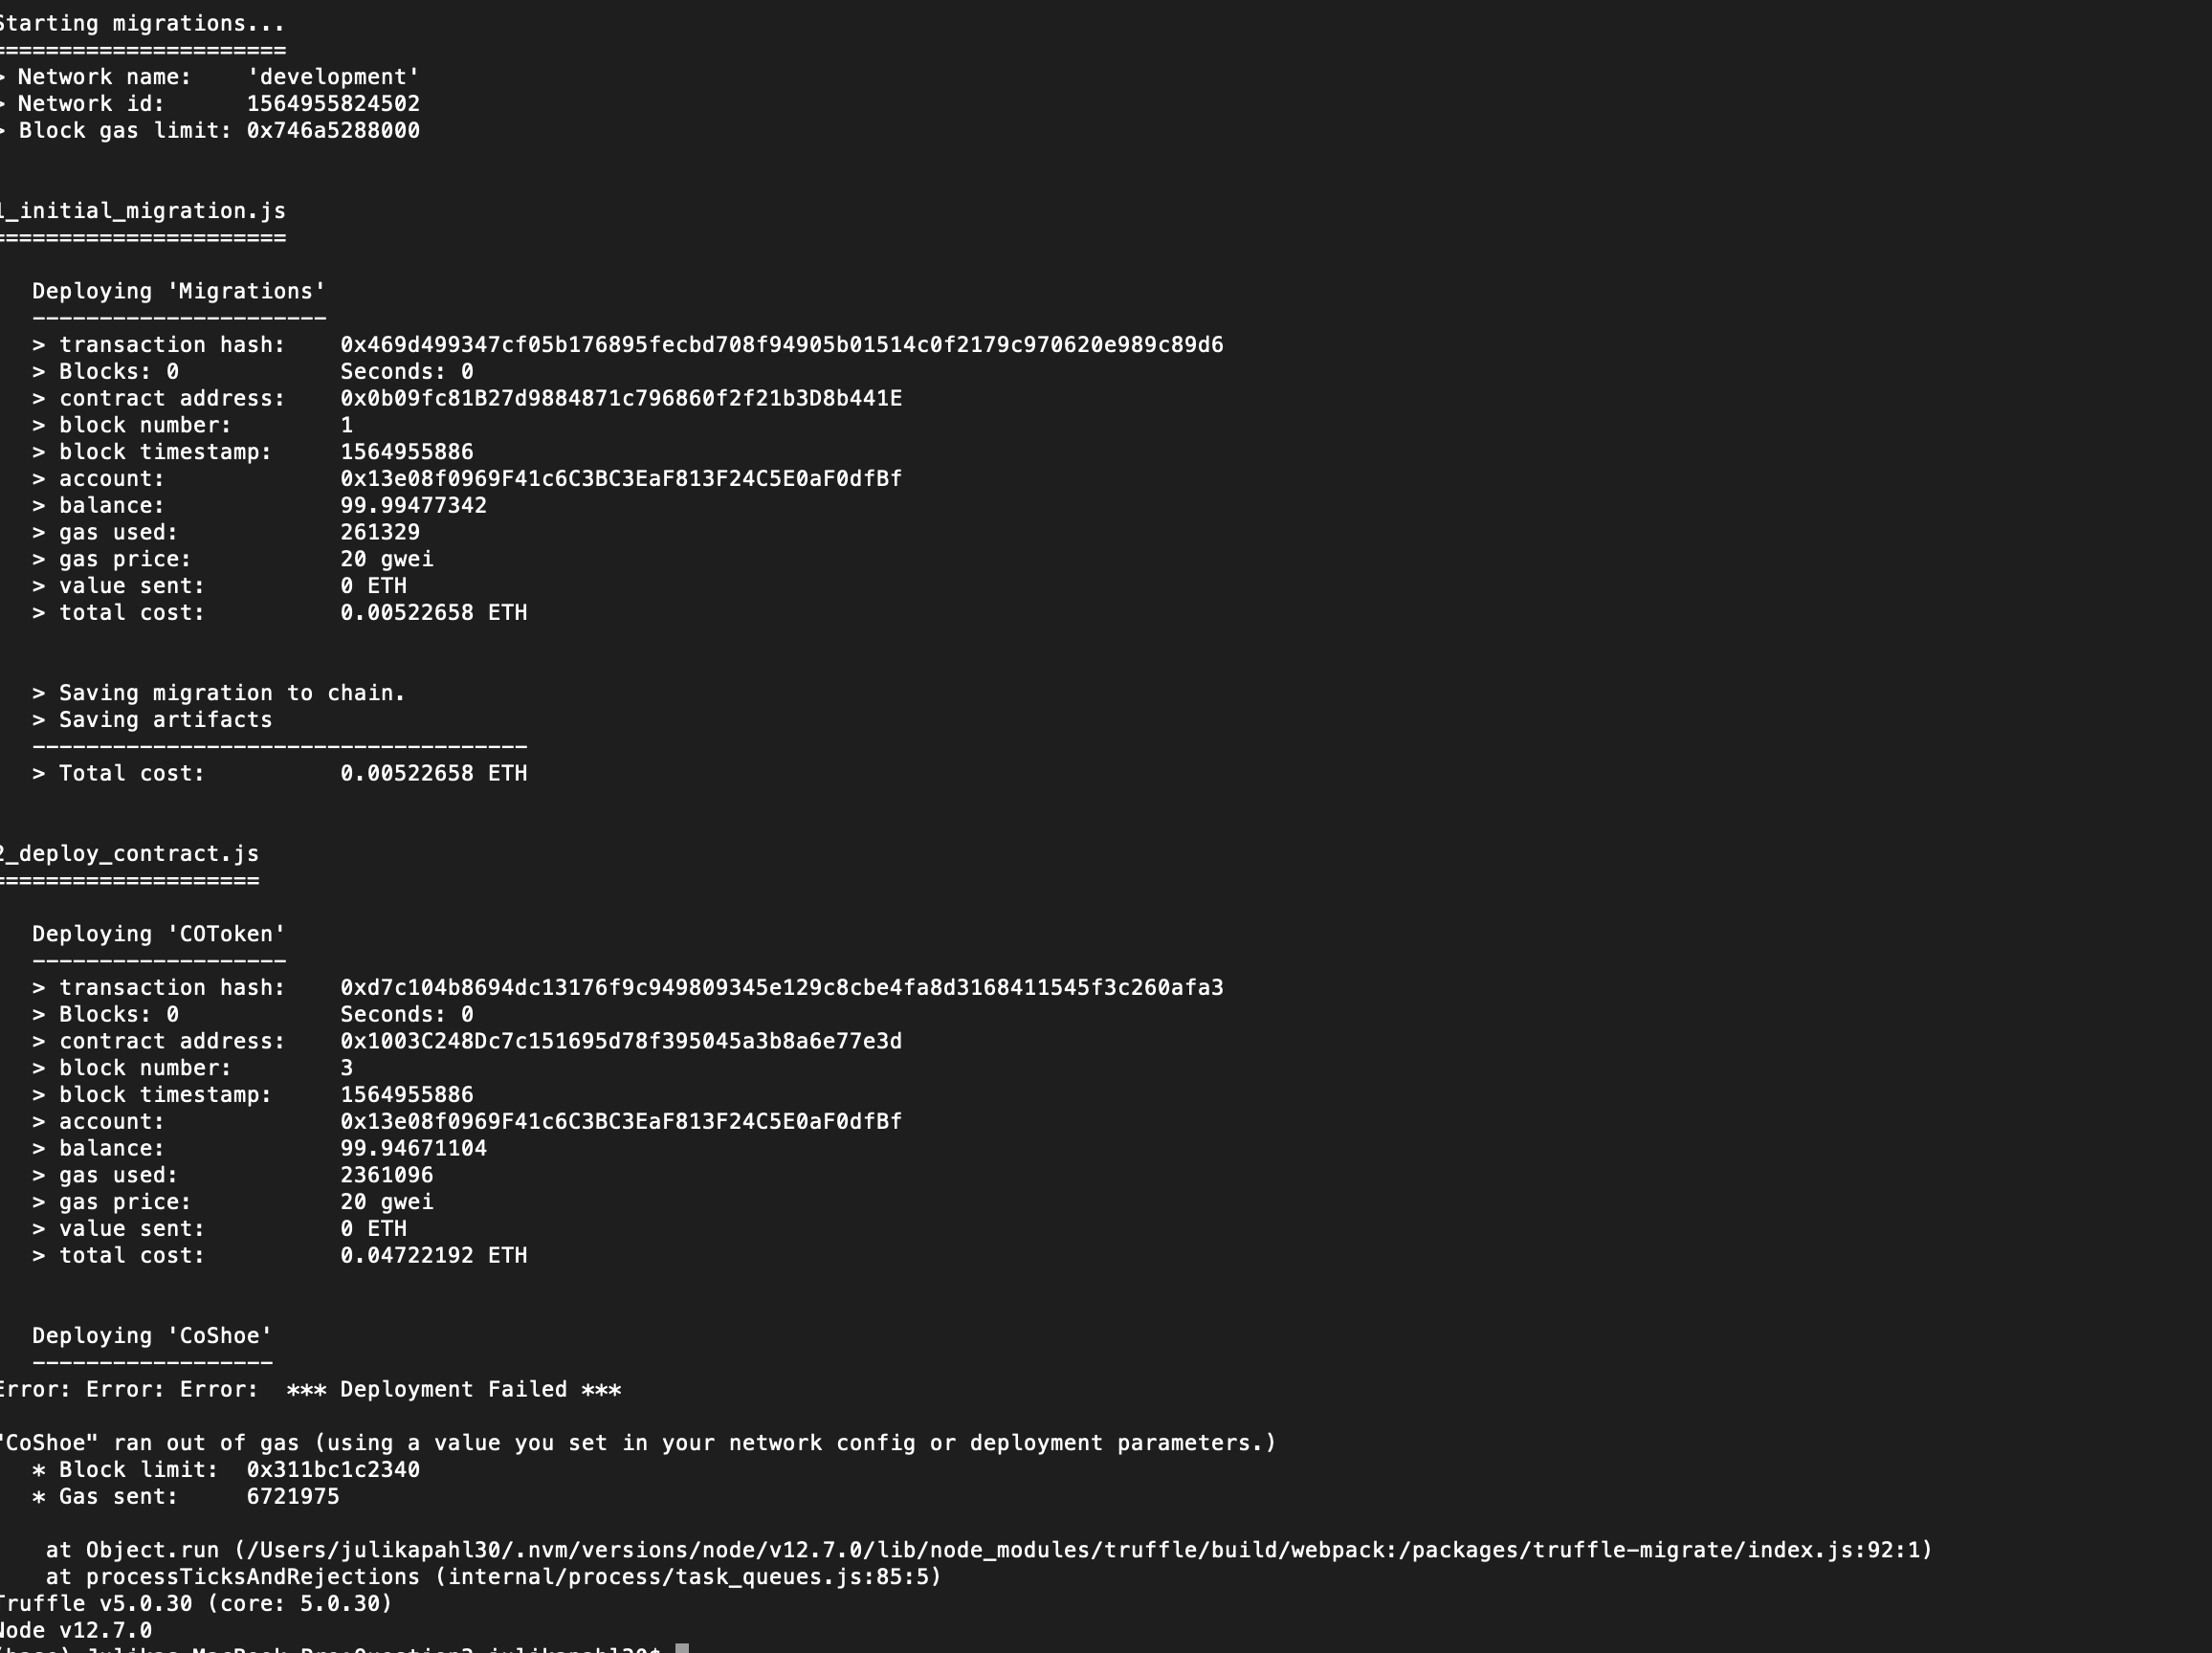 Starting migrations...
======================
> Network name:    'development'
> Network id:      1564955824502
> Block gas limit: 0x746a5288000
1_initial_migration.js
======================
Deploying 'Migrations'
----------------------
> transaction hash:    0x469d499347cf05b176895fecbd708f94905b01514c0f2179c970620e989c89d6
> Blocks: 0            Seconds: 0
> contract address:    0x0b09fc81B27d9884871c796860f2f21b3D8b441E
> block number:        1
> block timestamp:     1564955886
> account:             0x13e08f0969F41c6C3BC3EaF813F24C5E0aF0dfBf
> balance:             99.99477342
> gas used:            261329
> gas price:           20 gwei
> value sent:          0 ETH
> total cost:          0.00522658 ETH
> Saving migration to chain.
> Saving artifacts
-------------------------------------
> Total cost:          0.00522658 ETH
2_deploy_contract.js
====================
Deploying 'COToken'
-------------------
> transaction hash:    0xd7c104b8694dc13176f9c949809345e129c8cbe4fa8d3168411545f3c260afa3
> Blocks: 0            Seconds: 0
> contract address:    0x1003C248Dc7c151695d78f395045a3b8a6e77e3d
> block number:        3
> block timestamp:     1564955886
> account:             0x13e08f0969F41c6C3BC3EaF813F24C5E0aF0dfBf
> balance:             99.94671104
> gas used:            2361096
> gas price:           20 gwei
> value sent:          0 ETH
> total cost:          0.04722192 ETH
Deploying 'CoShoe'
------------------
Error: Error: Error:  *** Deployment Failed ***
"CoShoe" ran out of gas (using a value you set in your network config or deployment parameters.)
* Block limit:  0x311bc1c2340
* Gas sent:     6721975
at Object.run (/Users/julikapahl30/.nvm/versions/node/v12.7.0/lib/node_modules/truffle/build/webpack:/packages/truffle-migrate/index.js:92:1)
at processTicksAndRejections (internal/process/task_queues.js:85:5)
Truffle v5.0.30 (core: 5.0.30)
Node v12.7.0